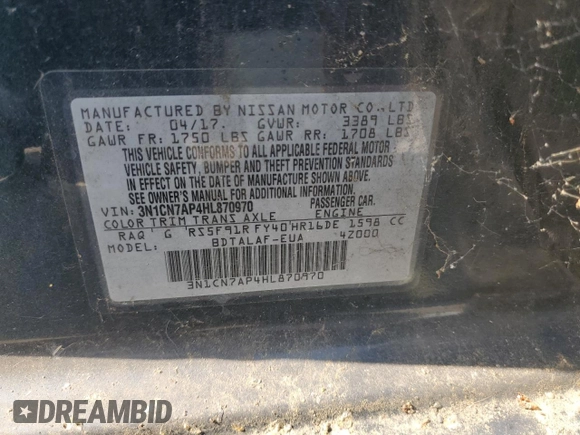 MANUFACTURED BY NISSAN MOTOR CO.,LTD.
DATE: 04/17. GVWR: 3389 LBS
GAWR FR: 1750 LBS GAWR RR: 1708 LBS
THIS VEHICLE CONFORMS TO ALL APPLICABLE FEDERAL MOTOR
VEHICLE SAFETY, BUMPER AND THEFT PREVENTION STANDARDS
IN EFFECT ON THE DATE OF MANUFACTURE SHOWN ABOVE.
SEE OWNER'S MANUAL FOR ADDITIONAL INFORMATION.
VIN: 3N1CN7AP4HL870970 PASSENGER CAR.
COLOR TRIM TRANS AXLE ENGINE
RAQ G RS5F91R FY40 HR16DE 1598 CC
BDTALAF-EUA 4Z000
3N1CN7AP4HL870970
DREAMBID
DREAMBID